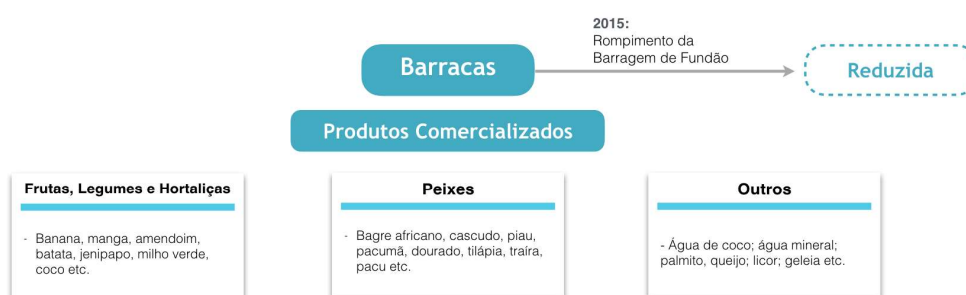 2015:
Rompimento da
Barragem de Fundão
Barracas
Reduzida
Produtos Comercializados
Frutas, Legumes e Hortaliças
- Banana, manga, amendoim,
batata, jenipapo, milho verde,
coco etc.
Peixes
- Bagre africano, cascudo, piau,
pacumã, dourado, tilápia, traíra,
pacu etc.
Outros
- Água de coco; água mineral;
palmito, queijo; licor; geleia etc.